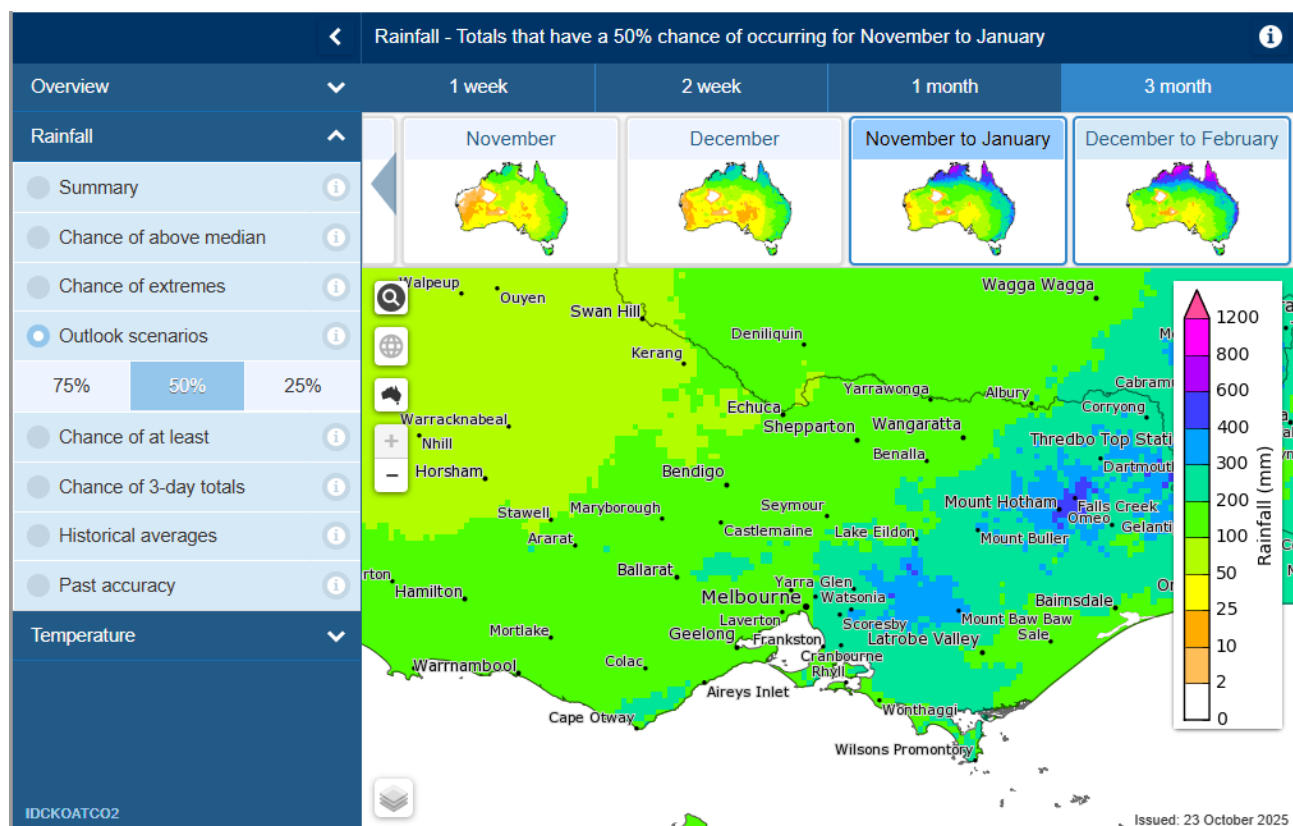 Rainfall - Totals that have a 50% chance of occurring for November to January
Overview
1 week
2 week
1 month
3 month
Rainfall
November
December
November to January
December to February
Summary
Chance of above median
Chance of extremes
Outlook scenarios
75%
50%
25%
Chance of at least
Chance of 3-day totals
Historical averages
Past accuracy
Temperature
IDCKOATCO2
Walpeup
Ouyen
Swan Hill
Wagga Wagga
Deniliquin
Kerang
Yarrawonga
Albury
Corryong
Echuca
Warracknabeal
Shepparton
Wangaratta
Nhill
Thredbo Top Stati
Benalla
Horsham
Bendigo
Dartmout
Stawell
Maryborough
Seymour
Mount Hotham
Falls Creek
Omeo
Castlemaine
Lake Eildon
Gelanti
Ararat
Mount Buller
Ballarat
Yarra Glen
rton
Hamilton
Melbourne
Watsonia
Bairnsdale
Laverton
Scoresby
Mount Baw Baw
Mortlake
Geelong
Frankston
Latrobe Valley
Sale
Cranbourne
Warrnambool
Colac
Rhyll
Aireys Inlet
Cape Otway
Wonthaggi
Wilsons Promontory
Cabramu
1200
800
600
400
300
200
100
50
25
10
2
0
Rainfall (mm)
Issued: 23 October 2025